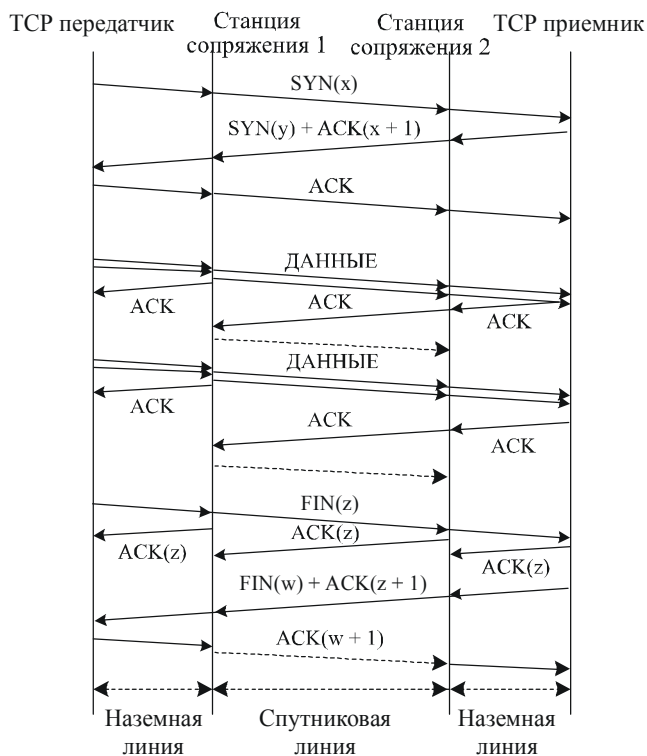 TCP передатчик
Станция
сопряжения 1
Станция
сопряжения 2
TCP приемник
SYN(x)
SYN(y) + ACK(x + 1)
ACK
ДАННЫЕ
ACK
ACK
ACK
ДАННЫЕ
ACK
ACK
ACK
FIN(z)
ACK(z)
ACK(z)
ACK(z)
FIN(w) + ACK(z + 1)
ACK(w + 1)
Наземная
линия
Спутниковая
линия
Наземная
линия